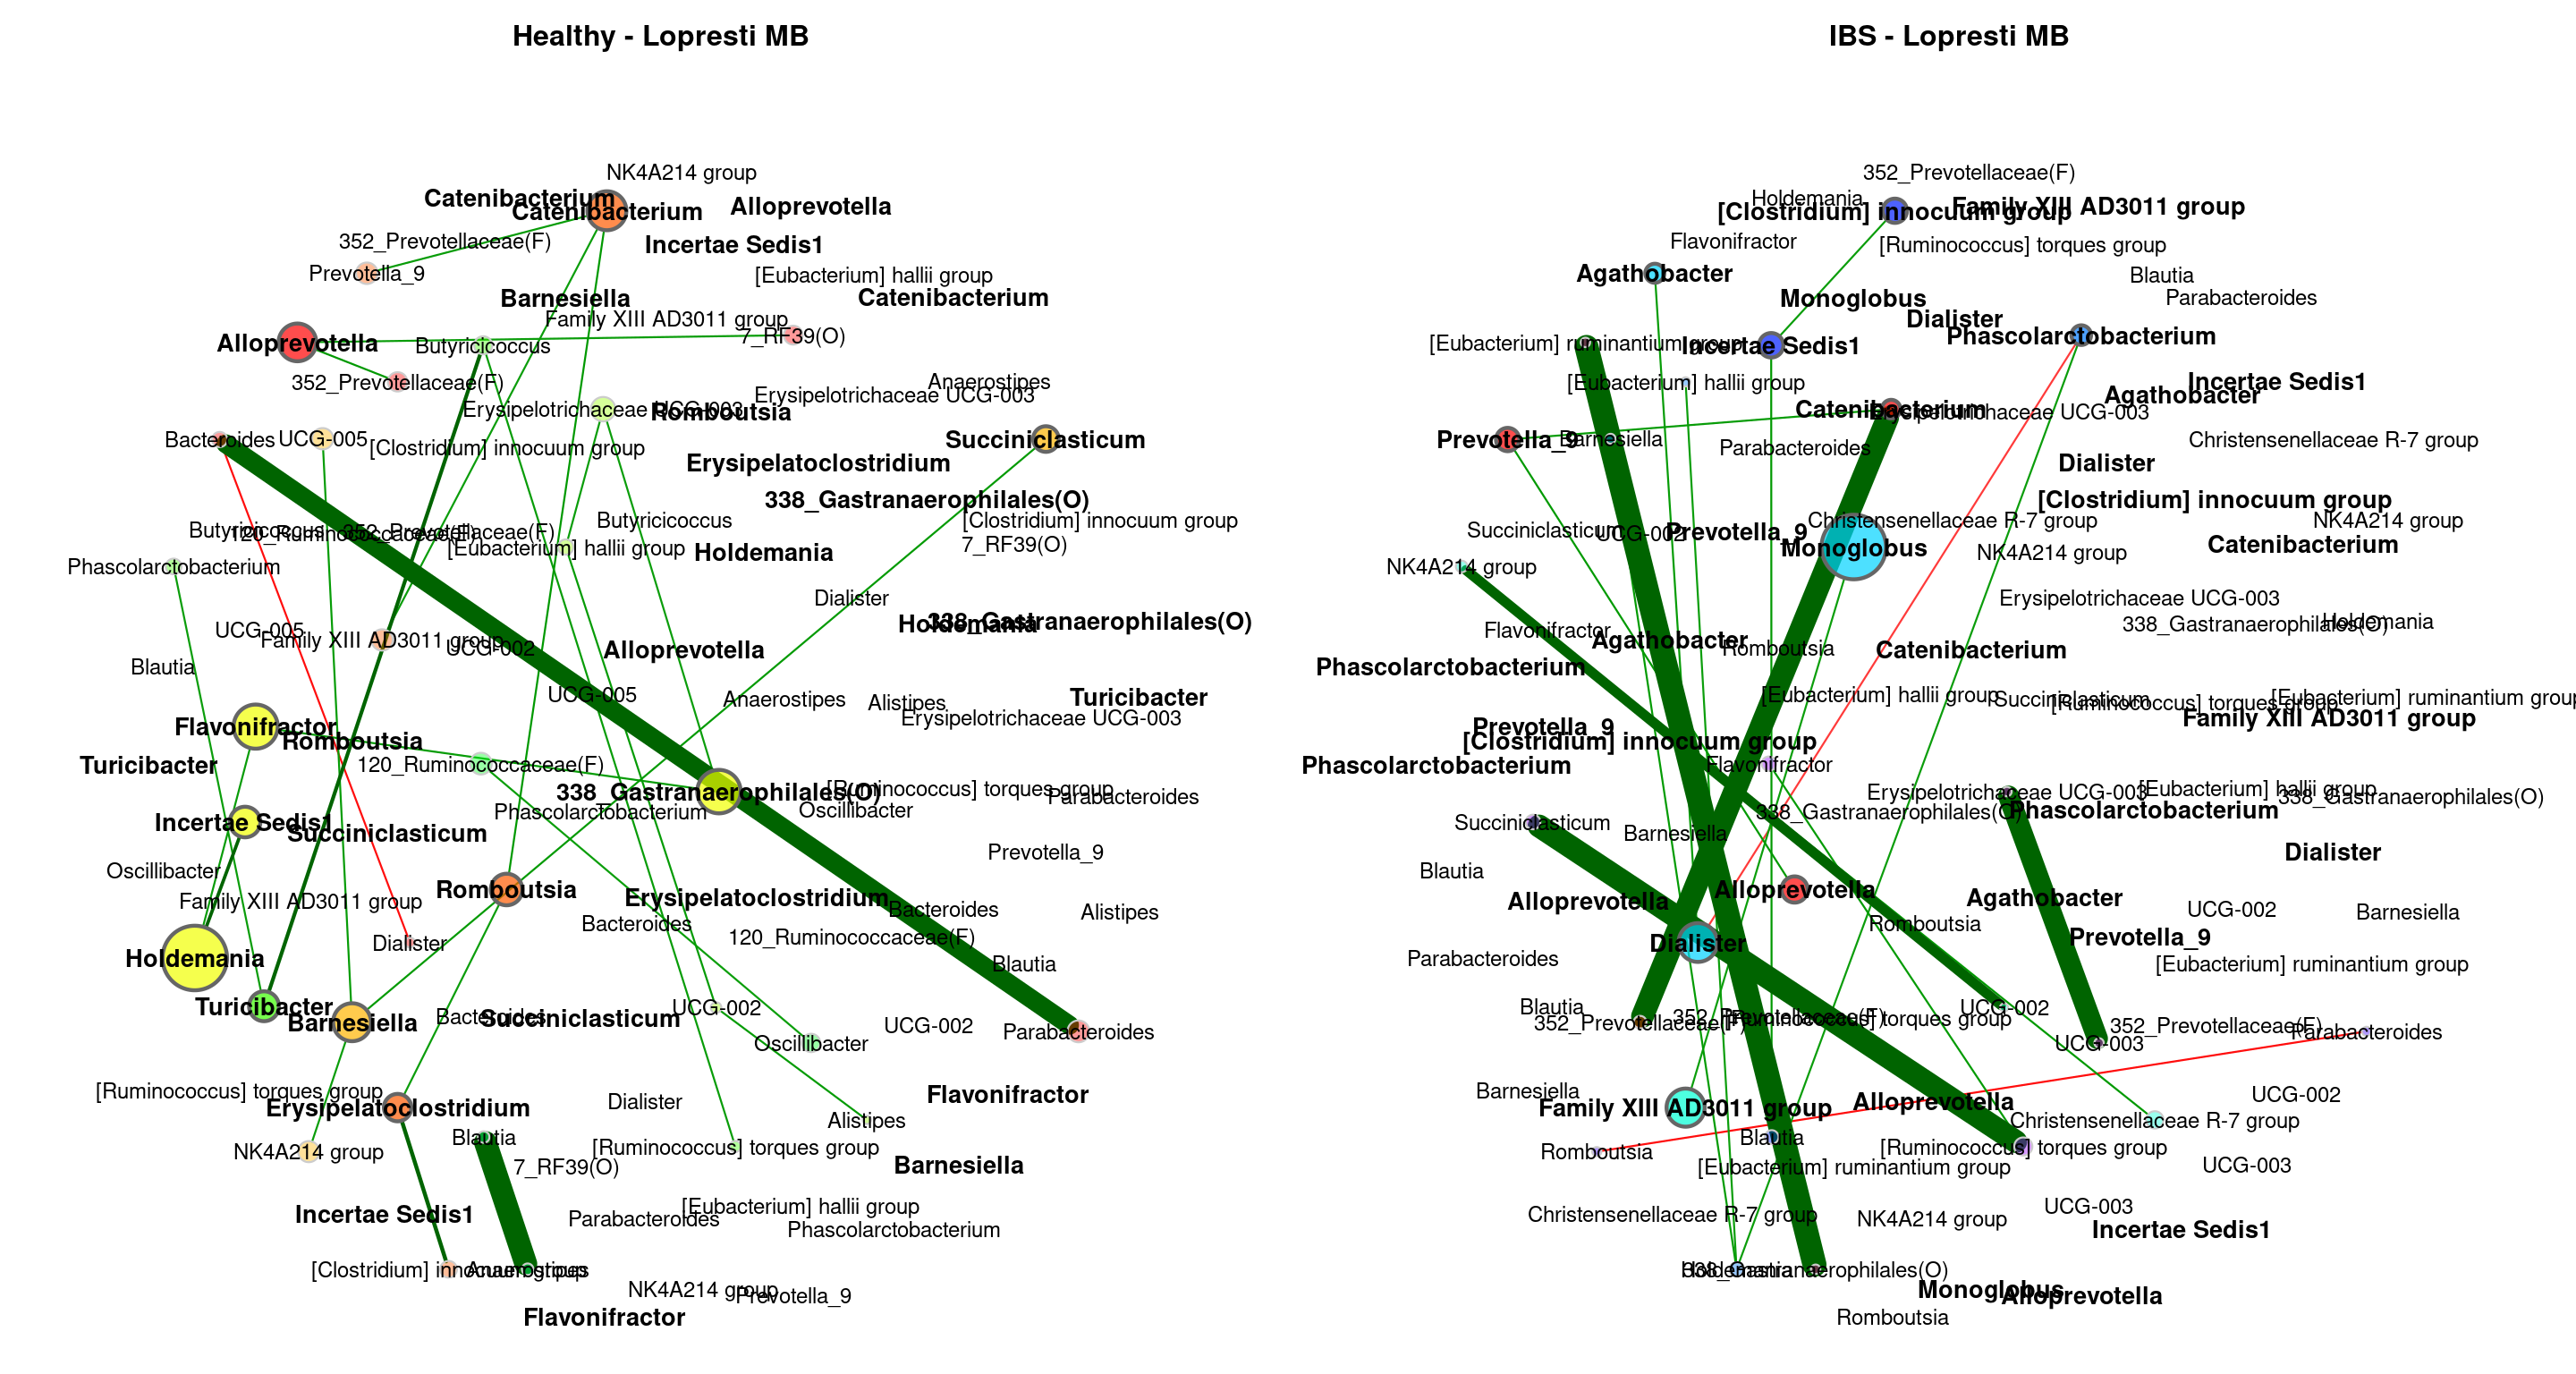 Healthy - Lopresti MB
NK4A214 group
Catenibacterium
Catenibacterium
Alloprevotella
352_Prevotellaceae(F)
Incertae Sedis1
Prevotella_9
[Eubacterium] hallii group
Barnesiella
Catenibacterium
Family XIII AD3011 group
7_RF39(O)
Alloprevotella
Butyricicoccus
352_Prevotellaceae(F)
Anaerostipes
Erysipelotrichaceae UCG-003
Erysipelotrichaceae UCG-003
Romboutsia
Bacteroides
UCG-005
[Clostridium] innocuum group
Succiniclasticum
Erysipelatoclostridium
338_Gastranaerophilales(O)
Butyricicoccus
120_Ruminococcaceae(F)
352_Prevotellaceae(F)
Butyricicoccus
[Clostridium] innocuum group
[Eubacterium] hallii group
Holdemania
7_RF39(O)
Phascolarctobacterium
Dialister
UCG-005
Family XIII AD3011 group
UCG-002
Holdemania
338_Gastranaerophilales(O)
Alloprevotella
Blautia
UCG-005
Anaerostipes
Alistipes
Turicibacter
Erysipelotrichaceae UCG-003
Flavonifractor
Romboutsia
Turicibacter
120_Ruminococcaceae(F)
338_Gastranaerophilales(O)
[Ruminococcus] torques group
Parabacteroides
Phascolarctobacterium
Oscillibacter
Incertae Sedis1
Succiniclasticum
Prevotella_9
Oscillibacter
Family XIII AD3011 group
Romboutsia
Erysipelatoclostridium
Bacteroides
Alistipes
Bacteroides
Dialister
120_Ruminococcaceae(F)
Holdemania
Blautia
Turicibacter
Barnesiella
Bacteroides
Succiniclasticum
UCG-002
Oscillibacter
UCG-002
Parabacteroides
[Ruminococcus] torques group
Erysipelatoclostridium
Dialister
Flavonifractor
NK4A214 group
Blautia
[Ruminococcus] torques group
Alistipes
7_RF39(O)
Barnesiella
Incertae Sedis1
Parabacteroides
[Eubacterium] hallii group
Phascolarctobacterium
[Clostridium] innocuum group
Anaerostipes
NK4A214 group
Prevotella_9
Flavonifractor
IBS - Lopresti MB
352_Prevotellaceae(F)
Holdemania
[Clostridium] innocuum group
Family XIII AD3011 group
Flavonifractor
[Ruminococcus] torques group
Agathobacter
Blautia
Monoglobus
Parabacteroides
Dialister
Phascolarctobacterium
[Eubacterium] ruminantium group
Incertae Sedis1
[Eubacterium] hallii group
Incertae Sedis1
Agathobacter
Catenibacterium
Erysipelotrichaceae UCG-003
Prevotella_9
Barnesiella
Parabacteroides
Christensenellaceae R-7 group
Dialister
[Clostridium] innocuum group
Succiniclasticum
UCG-002
Prevotella_9
Christensenellaceae R-7 group
NK4A214 group
Monoglobus
NK4A214 group
Catenibacterium
NK4A214 group
Erysipelotrichaceae UCG-003
338_Gastranaerophilales(O)
Holdemania
Flavonifractor
Agathobacter
Romboutsia
Catenibacterium
Phascolarctobacterium
[Eubacterium] hallii group
Succiniclasticum
[Ruminococcus] torques group
[Eubacterium] ruminantium group
Family XIII AD3011 group
Prevotella_9
[Clostridium] innocuum group
Phascolarctobacterium
Flavonifractor
Erysipelotrichaceae UCG-003
[Eubacterium] hallii group
338_Gastranaerophilales(O)
338_Gastranaerophilales(O)
Phascolarctobacterium
Succiniclasticum
Barnesiella
Dialister
Blautia
Alloprevotella
Alloprevotella
Agathobacter
UCG-002
Barnesiella
Romboutsia
Dialister
Prevotella_9
Parabacteroides
[Eubacterium] ruminantium group
Blautia
UCG-002
352_Prevotellaceae(F)
352_Prevotellaceae(F)
[Ruminococcus] torques group
352_Prevotellaceae(F)
Parabacteroides
UCG-003
Barnesiella
Family XIII AD3011 group
Alloprevotella
UCG-002
Christensenellaceae R-7 group
Romboutsia
Blautia
[Ruminococcus] torques group
[Eubacterium] ruminantium group
UCG-003
Christensenellaceae R-7 group
NK4A214 group
UCG-003
Incertae Sedis1
Holdemania
338_Gastranaerophilales(O)
Monoglobus
Alloprevotella
Romboutsia